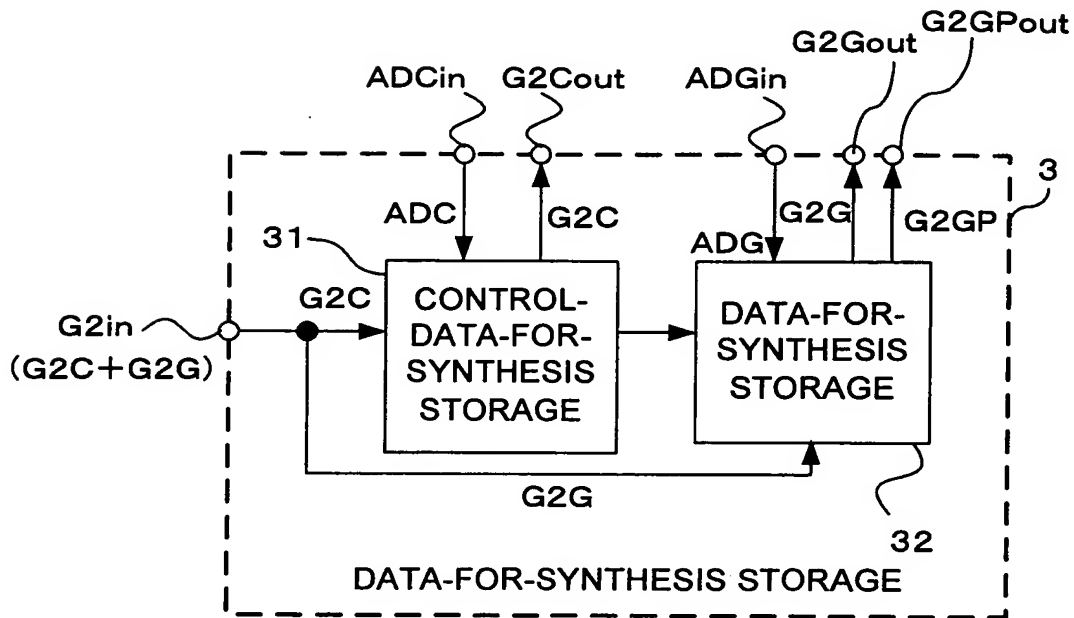 G2GPout
G2Gout
ADCin
G2Cout
ADGin
3
ADC
G2C
G2G
G2GP
ADG
31
G2C
CONTROL-
DATA-FOR-
SYNTHESIS
STORAGE
DATA-FOR-
SYNTHESIS
STORAGE
G2in
(G2C+G2G)
G2G
32
DATA-FOR-SYNTHESIS STORAGE